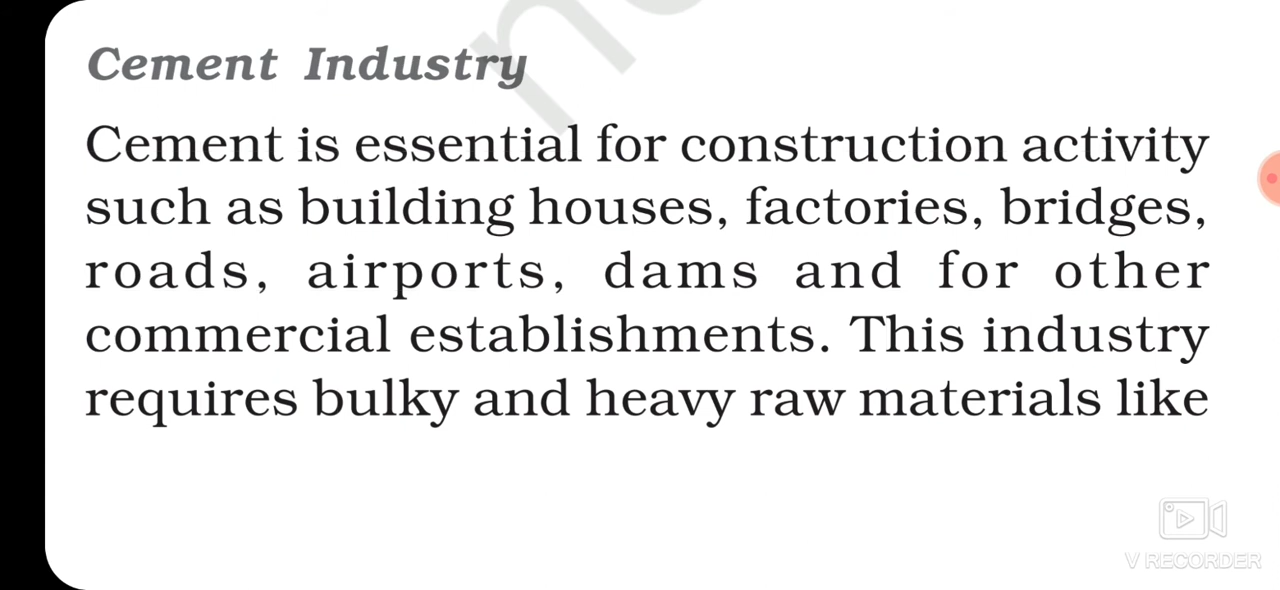 Cement Industry
Cement is essential for construction activity
such as building houses, factories, bridges,
roads, airports, dams and for other
commercial establishments. This industry
requires bulky and heavy raw materials like
V RECORDER